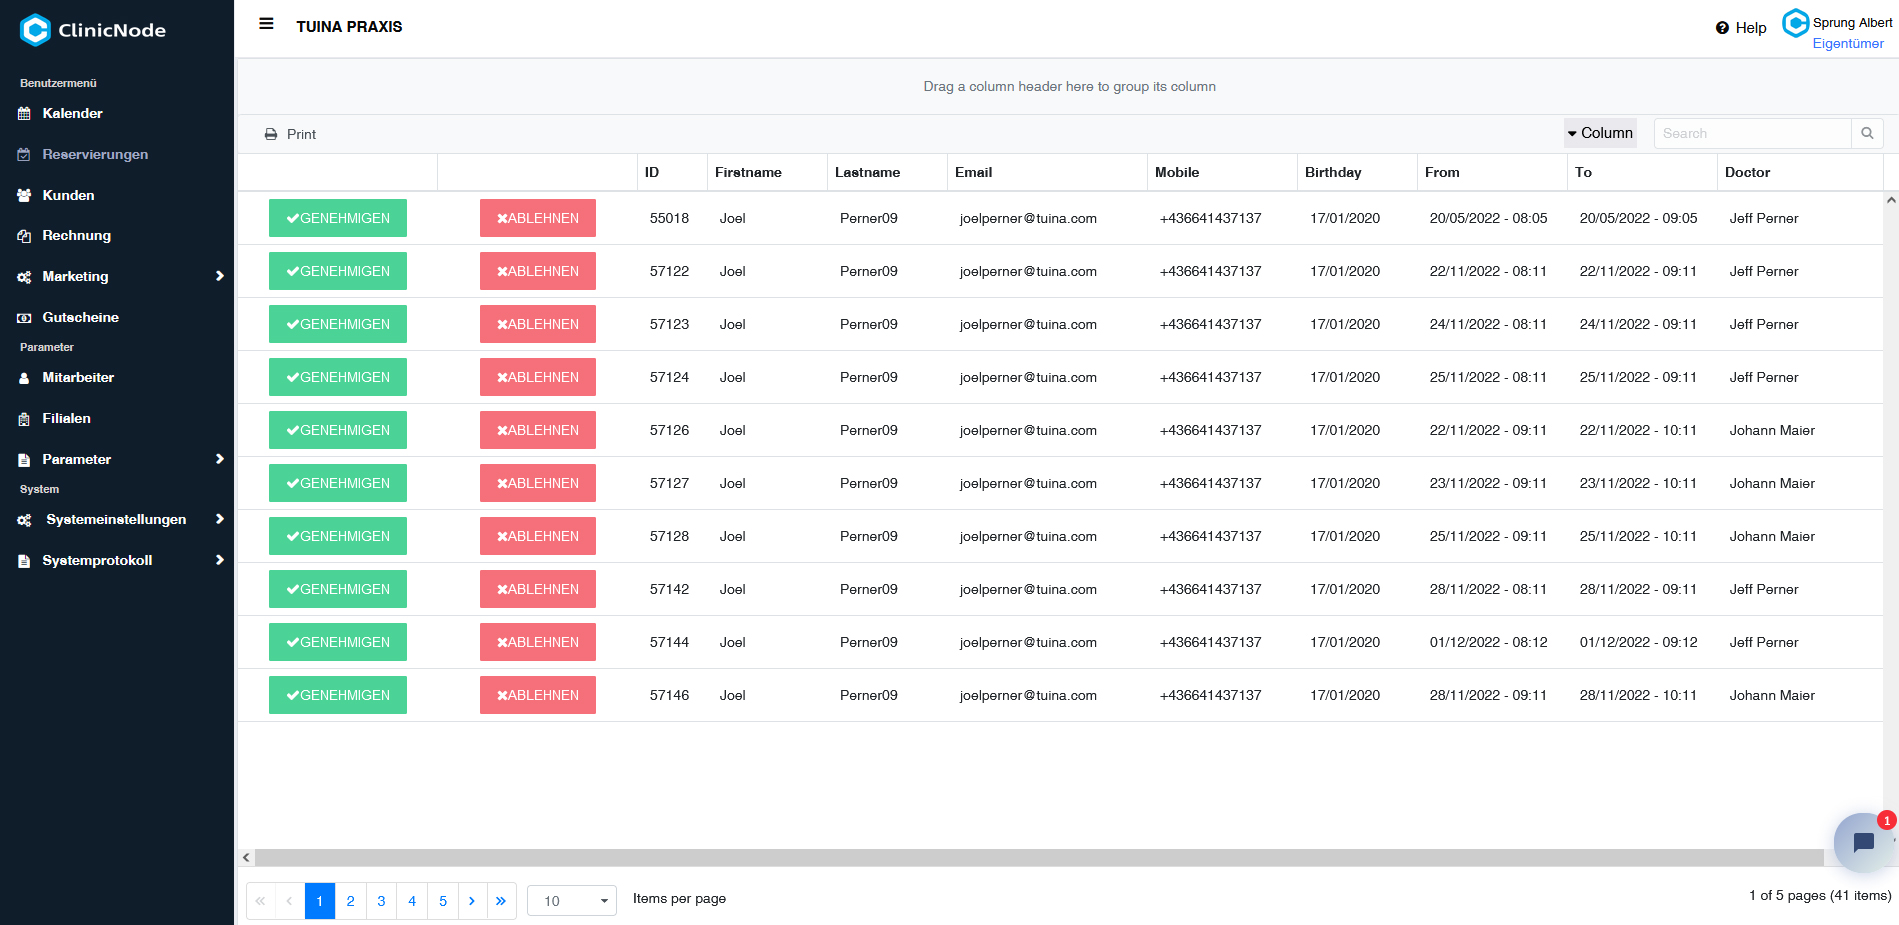 ClinicNode
TUINA PRAXIS
Help
Sprung Albert
Eigentümer
Benutzermenü
Kalender
Reservierungen
Kunden
Rechnung
Marketing
Gutscheine
Parameter
Mitarbeiter
Filialen
Parameter
System
Systemeinstellungen
Systemprotokoll
Drag a column header here to group its column
Print
Column
Search
ID Firstname Lastname Email Mobile Birthday From To Doctor
GENEHMIGEN ABLEHNEN 55018 Joel Perner09 joelperner@tuina.com +436641437137 17/01/2020 20/05/2022 - 08:05 20/05/2022 - 09:05 Jeff Perner
GENEHMIGEN ABLEHNEN 57122 Joel Perner09 joelperner@tuina.com +436641437137 17/01/2020 22/11/2022 - 08:11 22/11/2022 - 09:11 Jeff Perner
GENEHMIGEN ABLEHNEN 57123 Joel Perner09 joelperner@tuina.com +436641437137 17/01/2020 24/11/2022 - 08:11 24/11/2022 - 09:11 Jeff Perner
GENEHMIGEN ABLEHNEN 57124 Joel Perner09 joelperner@tuina.com +436641437137 17/01/2020 25/11/2022 - 08:11 25/11/2022 - 09:11 Jeff Perner
GENEHMIGEN ABLEHNEN 57126 Joel Perner09 joelperner@tuina.com +436641437137 17/01/2020 22/11/2022 - 09:11 22/11/2022 - 10:11 Johann Maier
GENEHMIGEN ABLEHNEN 57127 Joel Perner09 joelperner@tuina.com +436641437137 17/01/2020 23/11/2022 - 09:11 23/11/2022 - 10:11 Johann Maier
GENEHMIGEN ABLEHNEN 57128 Joel Perner09 joelperner@tuina.com +436641437137 17/01/2020 25/11/2022 - 09:11 25/11/2022 - 10:11 Johann Maier
GENEHMIGEN ABLEHNEN 57142 Joel Perner09 joelperner@tuina.com +436641437137 17/01/2020 28/11/2022 - 08:11 28/11/2022 - 09:11 Jeff Perner
GENEHMIGEN ABLEHNEN 57144 Joel Perner09 joelperner@tuina.com +436641437137 17/01/2020 01/12/2022 - 08:12 01/12/2022 - 09:12 Jeff Perner
GENEHMIGEN ABLEHNEN 57146 Joel Perner09 joelperner@tuina.com +436641437137 17/01/2020 28/11/2022 - 09:11 28/11/2022 - 10:11 Johann Maier
1
« ‹ 1 2 3 4 5 › » 10 Items per page
1 of 5 pages (41 items)